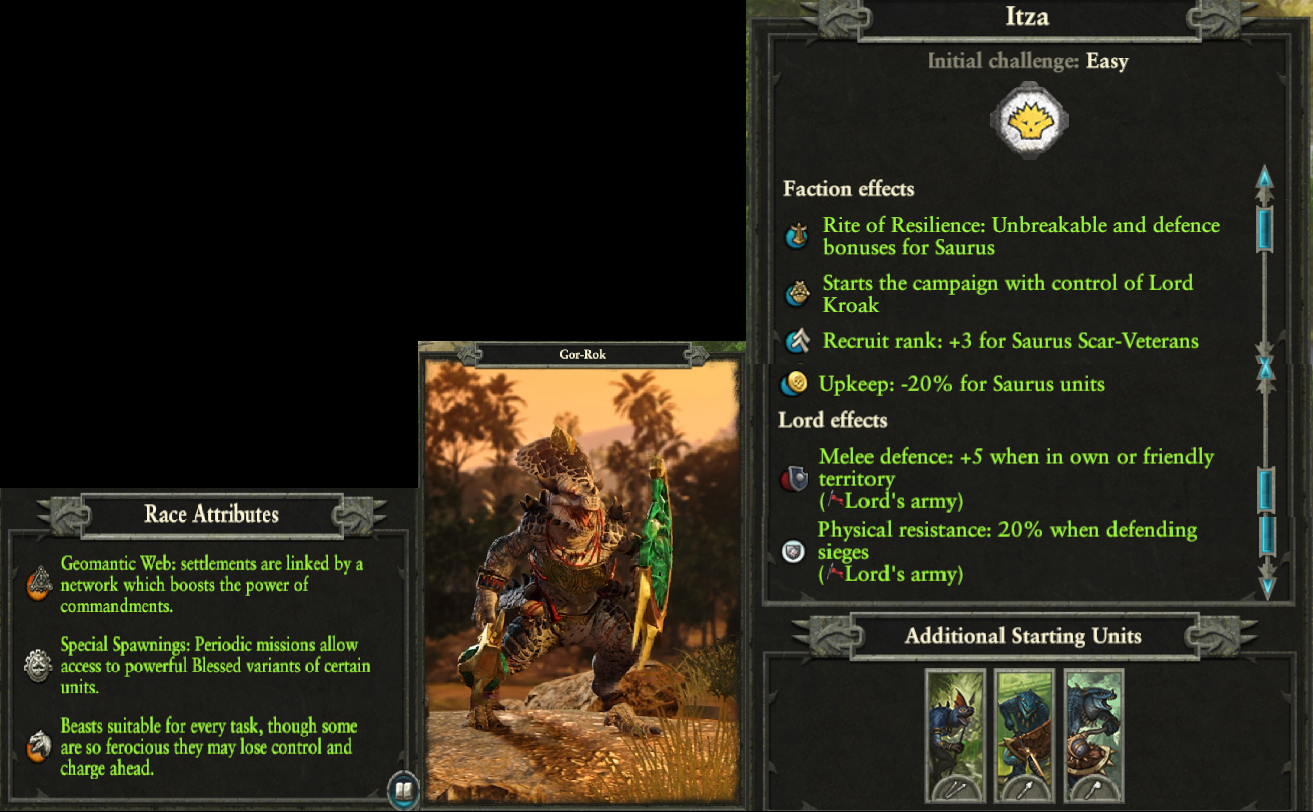 Itza
Initial challenge: Easy
Faction effects
Rite of Resilience: Unbreakable and defence
bonuses for Saurus
Starts the campaign with control of Lord
Kroak
Recruit rank: +3 for Saurus Scar-Veterans
Upkeep: -20% for Saurus units
Lord effects
Melee defence: +5 when in own or friendly
territory
(Lord's army)
Physical resistance: 20% when defending
sieges
(Lord's army)
Additional Starting Units
Gor-Rok
Race Attributes
Geomantic Web: settlements are linked by a
network which boosts the power of
commandments.
Special Spawnings: Periodic missions allow
access to powerful Blessed variants of certain
units.
Beasts suitable for every task, though some
are so ferocious they may lose control and
charge ahead.